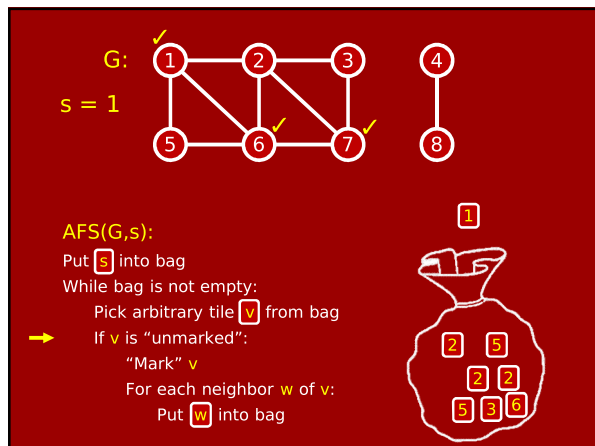 ✓
G: 1 2 3 4
s = 1
✓ ✓
5 6 7 8
1
AFS(G,s):
Put s into bag
While bag is not empty:
Pick arbitrary tile v from bag
If v is “unmarked”:
“Mark” v
For each neighbor w of v:
Put w into bag
2 5
2 2
5 3 6